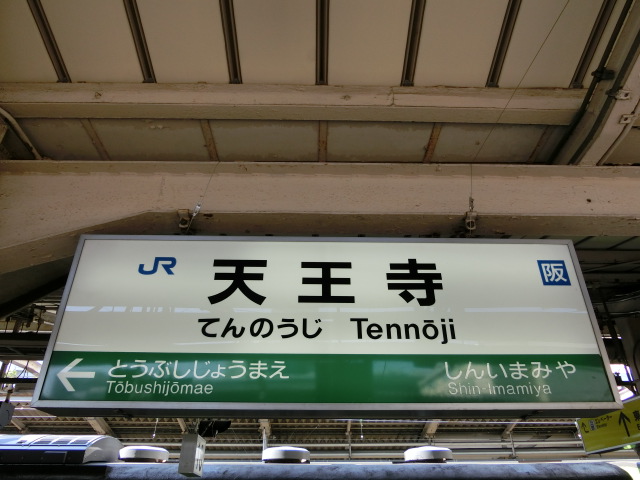 JR 天王寺 阪
てんのうじ Tennōji
← とうぶしじょうまえ しんいまみや
Tōbushijōmae Shin-Imamiya